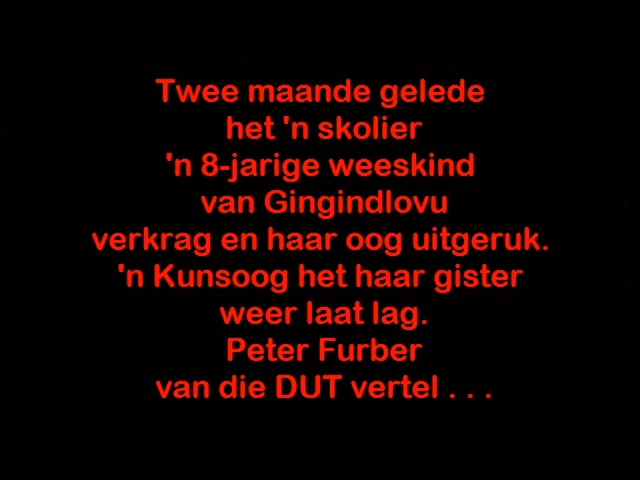 Twee maande gelede
het 'n skolier
'n 8-jarige weeskind
van Gingindlovu
verkrag en haar oog uitgeruk.
'n Kunsoog het haar gister
weer laat lag.
Peter Furber
van die DUT vertel . . .